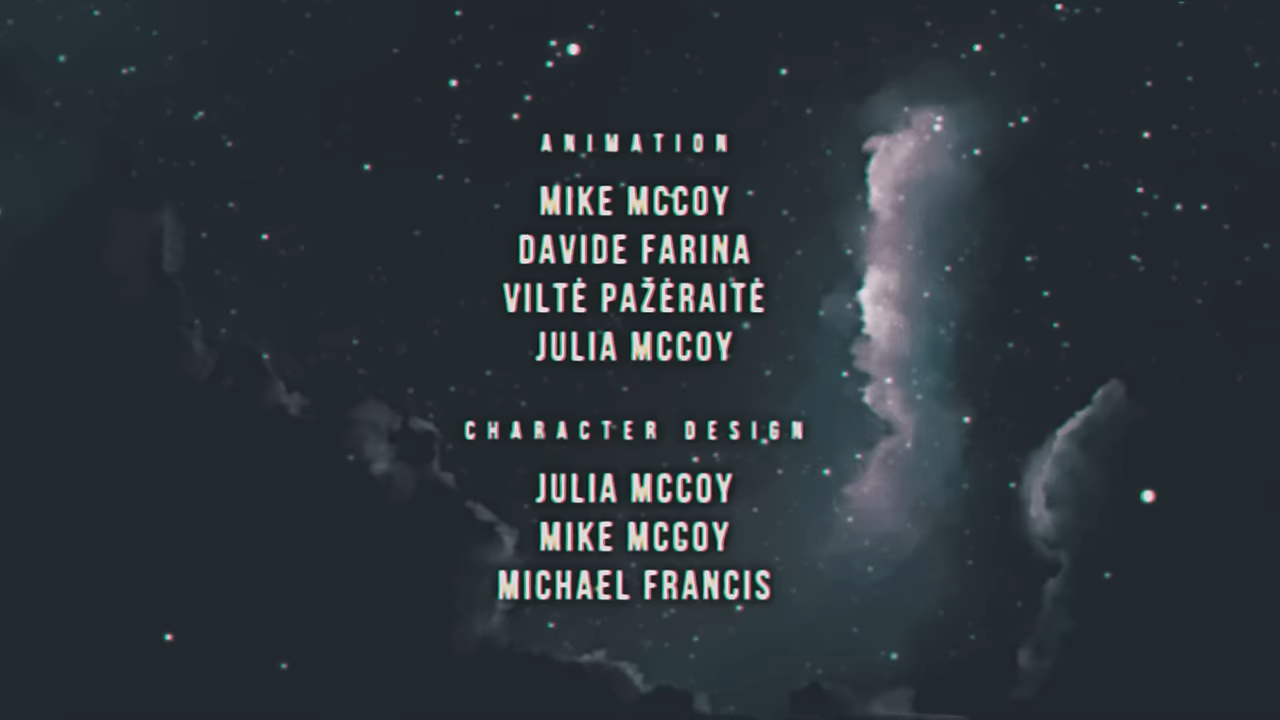 ANIMATION
MIKE MCCOY
DAVIDE FARINA
VILTĖ PAŽĖRAITĖ
JULIA MCCOY
CHARACTER DESIGN
JULIA MCCOY
MIKE MCCOY
MICHAEL FRANCIS